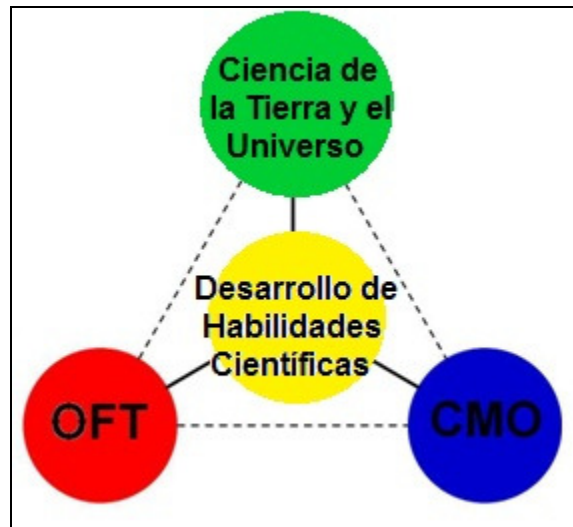 Ciencia de
la Tierra y el
Universo
Desarrollo de
Habilidades
Científicas
OFT
CMO